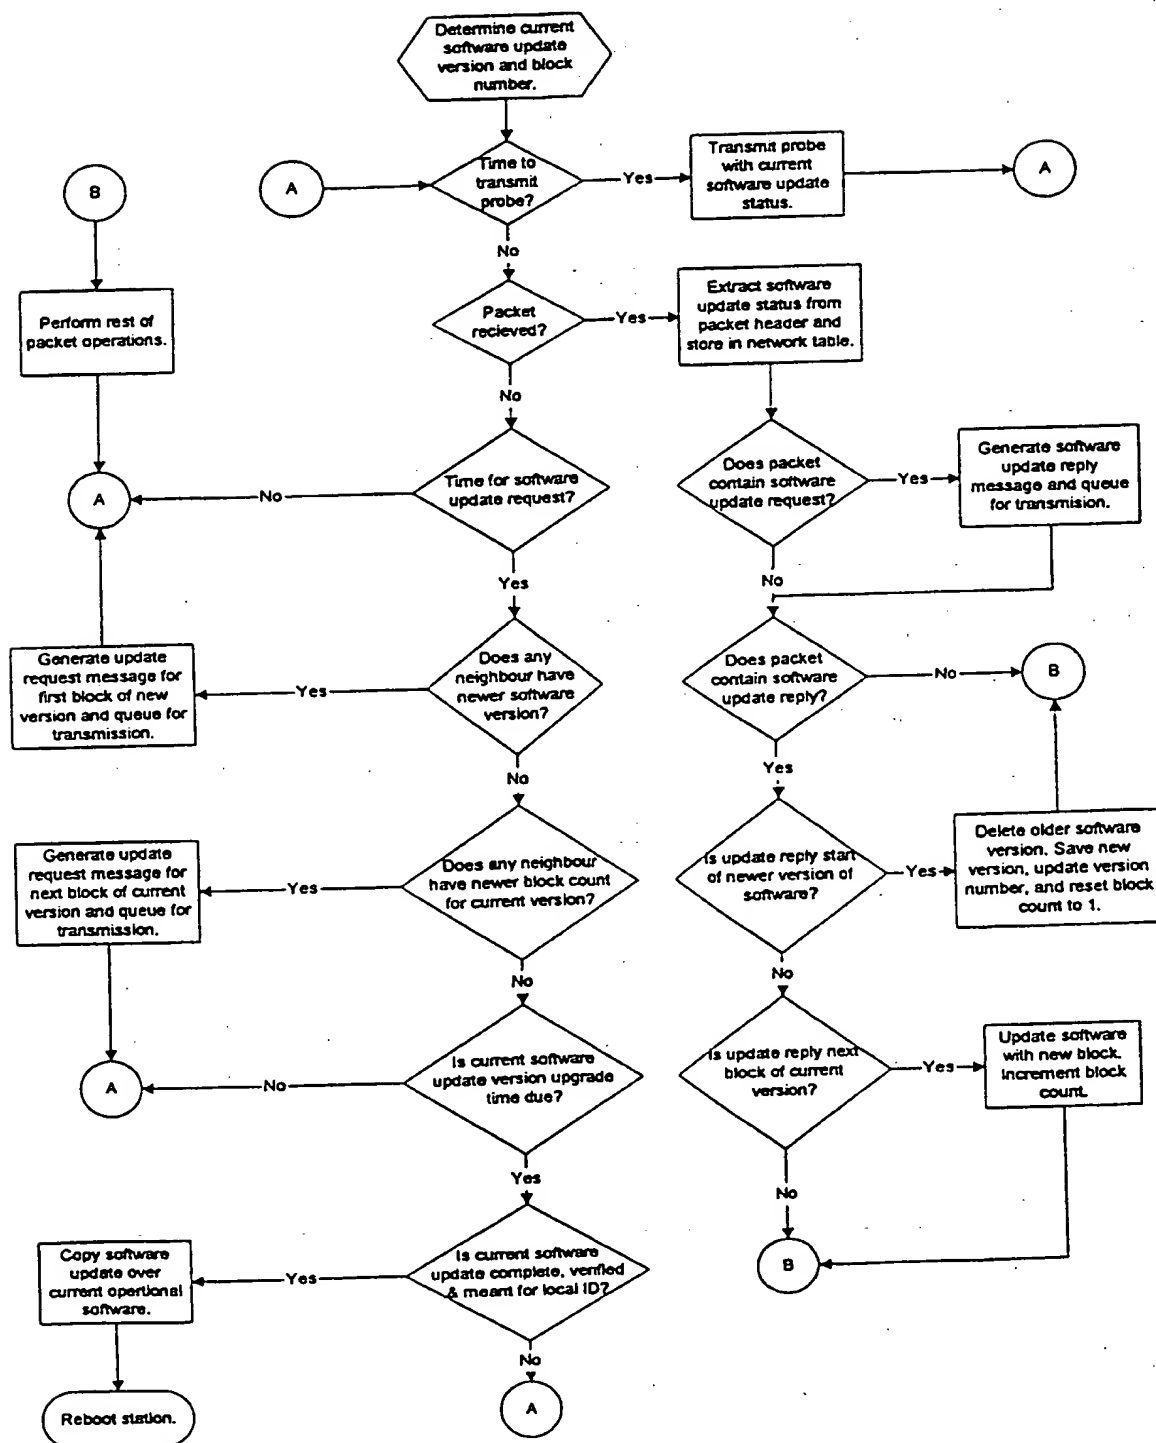 Determine current
software update
version and block
number.
B
A
Time to
transmit
probe?
Yes
Transmit probe
with current
software update
status.
A
No
Perform rest of
packet operations.
Packet
recieved?
Yes
Extract software
update status from
packet header and
store in network table.
No
A
No
Time for software
update request?
Does packet
contain software
update request?
Yes
Generate software
update reply
message and queue
for transmision.
Yes
No
Generate update
request message for
first block of new
version and queue for
transmission.
Yes
Does any
neighbour have
newer software
version?
Does packet
contain software
update reply?
No
B
No
Yes
Generate update
request message for
next block of current
version and queue for
transmission.
Yes
Does any neighbour
have newer block count
for current version?
Is update reply start
of newer version of
software?
Yes
Delete older software
version. Save new
version, update version
number, and reset block
count to 1.
No
No
A
No
Is current software
update version upgrade
time due?
Is update reply next
block of current
version?
Yes
Update software
with new block.
Increment block
count.
Yes
No
Copy software
update over
current opertional
software.
Yes
Is current software
update complete, verified
& meant for local ID?
B
No
Reboot station.
A